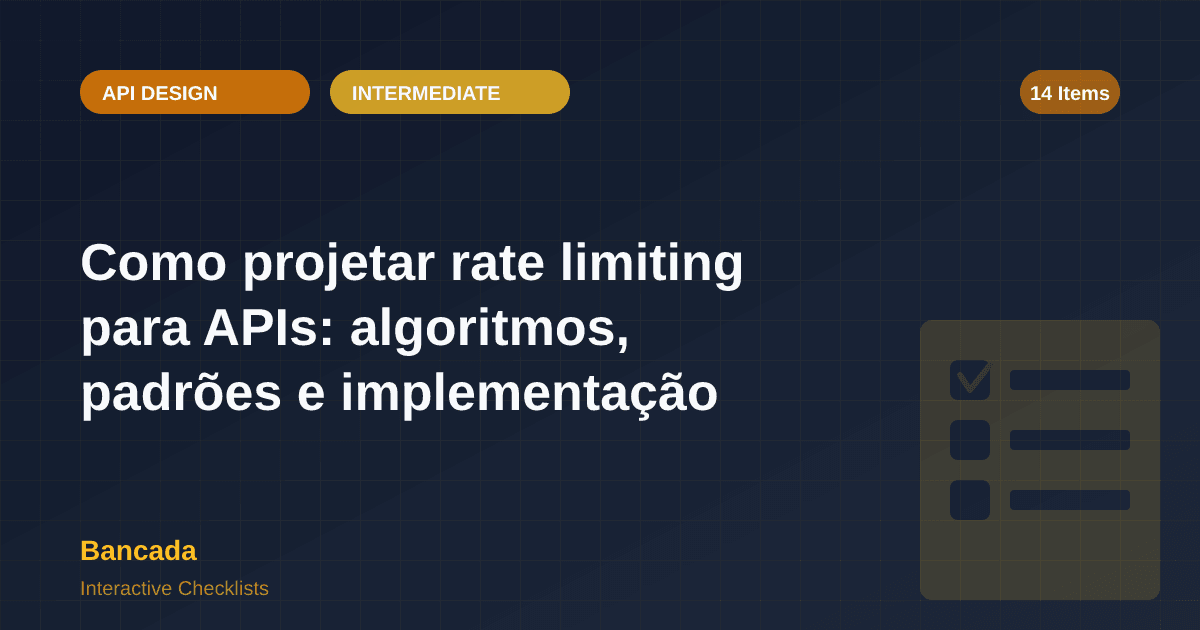 API DESIGN
INTERMEDIATE
14 Items
Como projetar rate limiting
para APIs: algoritmos,
padrões e implementação
Bancada
Interactive Checklists